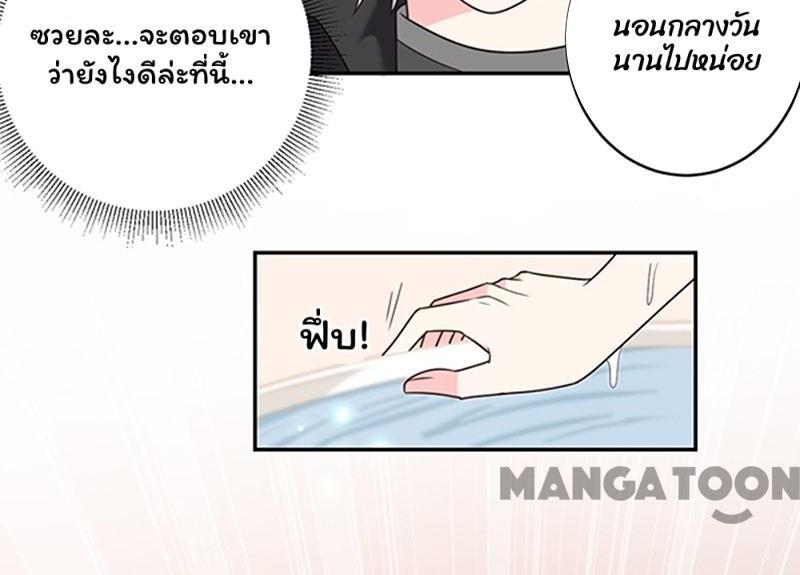 ซวยละ...จะตอบเขา
ว่ายังไงดีล่ะที่นี้...
นอนกลางวัน
นานไปหน่อย
ฟึ่บ!
MANGATOON